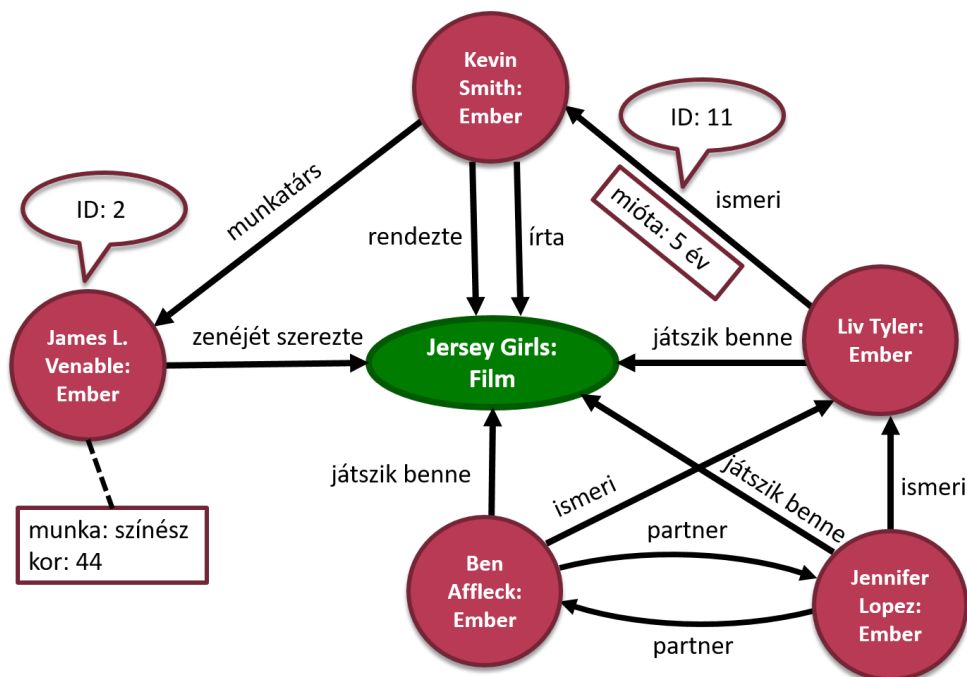 Kevin
Smith:
Ember
ID: 11
ismeri
mióta: 5 év
munkatárs
rendezte
írta
ID: 2
James L.
Venable:
Ember
zenéjét szerezte
Jersey Girls:
Film
játszik benne
Liv Tyler:
Ember
játszik benne
ismeri
játszik benne
ismeri
munka: színész
kor: 44
partner
Ben
Affleck:
Ember
Jennifer
Lopez:
Ember
partner